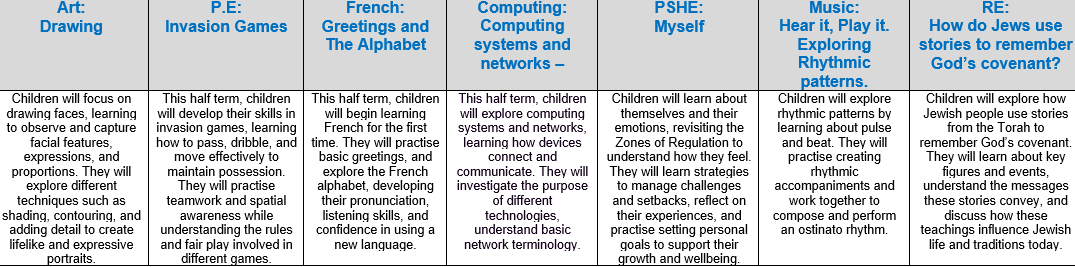 Art:
Drawing
P.E:
Invasion Games
French:
Greetings and
The Alphabet
Computing:
Computing
systems and
networks –
PSHE:
Myself
Music:
Hear it, Play it.
Exploring
Rhythmic
patterns.
RE:
How do Jews use
stories to remember
God’s covenant?
Children will focus on
drawing faces, learning
to observe and capture
facial features,
expressions, and
proportions. They will
explore different
techniques such as
shading, contouring, and
adding detail to create
lifelike and expressive
portraits.
This half term, children
will develop their skills in
invasion games, learning
how to pass, dribble, and
move effectively to
maintain possession.
They will practise
teamwork and spatial
awareness while
understanding the rules
and fair play involved in
different games.
This half term, children
will begin learning
French for the first
time. They will practise
basic greetings, and
explore the French
alphabet, developing
their pronunciation,
listening skills, and
confidence in using a
new language.
This half term, children
will explore computing
systems and networks,
learning how devices
connect and
communicate. They will
investigate the purpose
of different
technologies,
understand basic
network terminology.
Children will learn about
themselves and their
emotions, revisiting the
Zones of Regulation to
understand how they feel.
They will learn strategies
to manage challenges
and setbacks, reflect on
their experiences, and
practise setting personal
goals to support their
growth and wellbeing.
Children will explore
rhythmic patterns by
learning about pulse
and beat. They will
practise creating
rhythmic
accompaniments and
work together to
compose and perform
an ostinato rhythm.
Children will explore how
Jewish people use stories
from the Torah to
remember God’s covenant.
They will learn about key
figures and events,
understand the messages
these stories convey, and
discuss how these
teachings influence Jewish
life and traditions today.